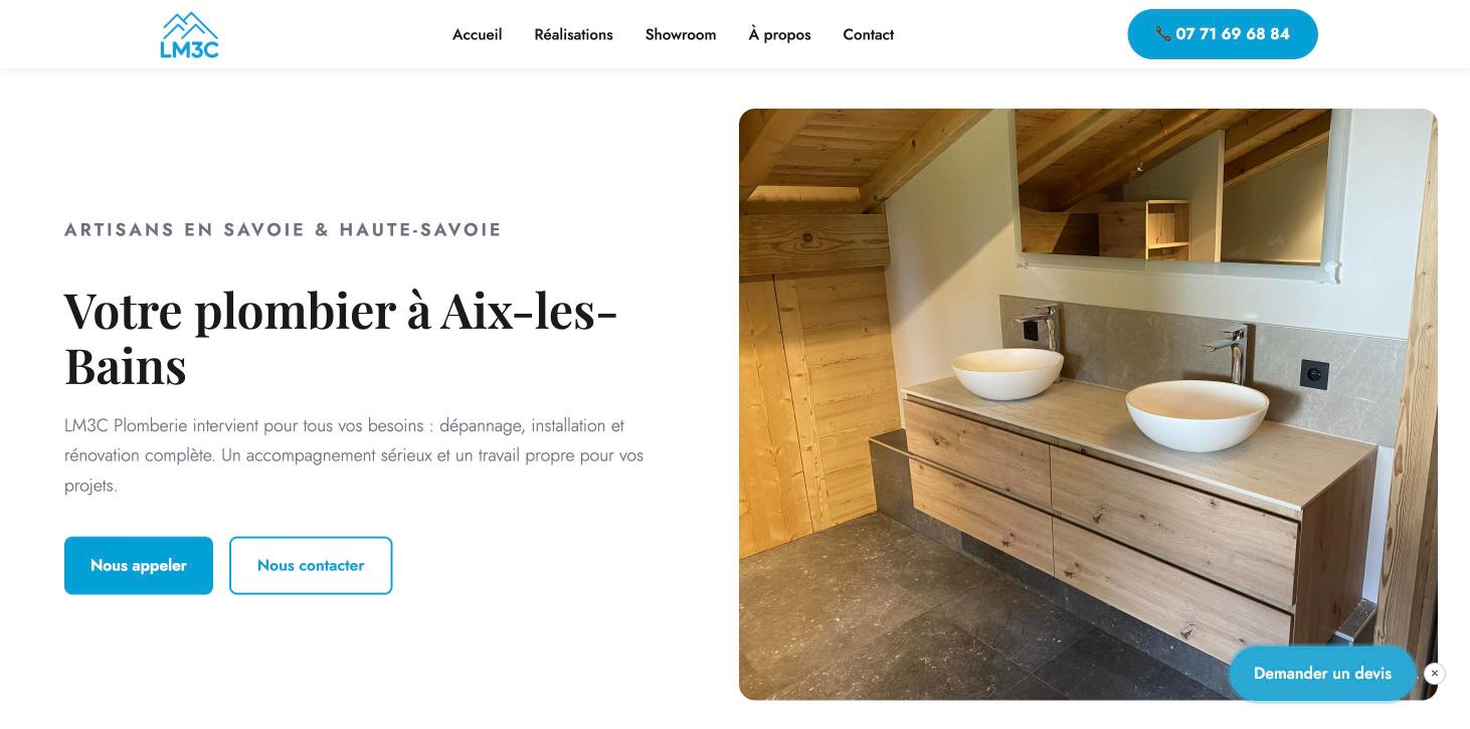 LM3C
Accueil Réalisations Showroom À propos Contact
07 71 69 68 84
ARTISANS EN SAVOIE & HAUTE-SAVOIE
Votre plombier à Aix-les-
Bains
LM3C Plomberie intervient pour tous vos besoins : dépannage, installation et
rénovation complète. Un accompagnement sérieux et un travail propre pour vos
projets.
Nous appeler Nous contacter
Demander un devis